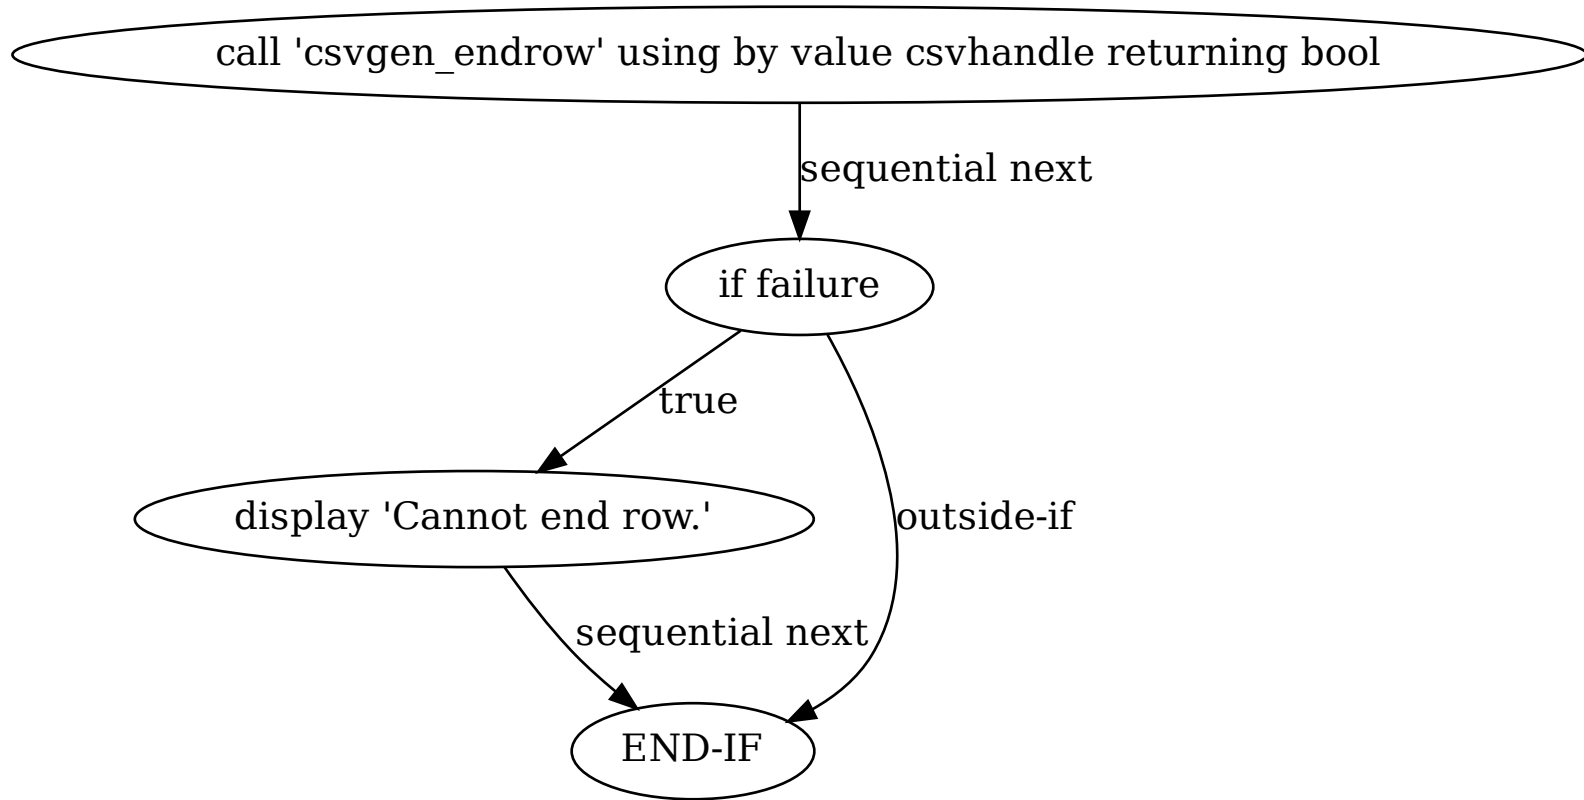 call 'csvgen_endrow' using by value csvhandle returning bool
sequential next
if failure
true
display 'Cannot end row.'
outside-if
sequential next
END-IF